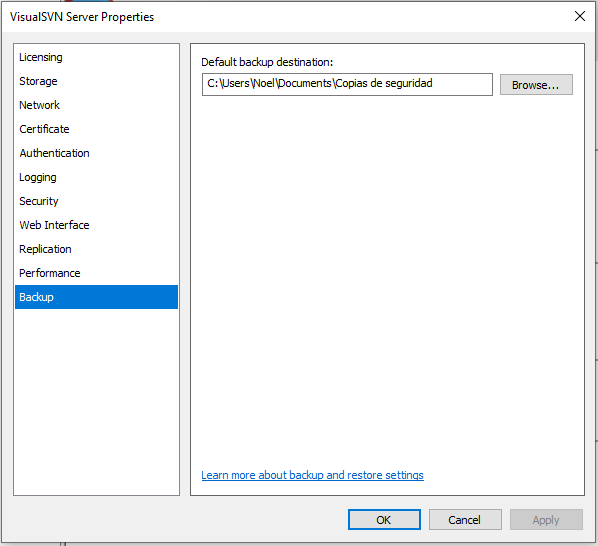 VisualSVN Server Properties
Licensing
Storage
Network
Certificate
Authentication
Logging
Security
Web Interface
Replication
Performance
Backup
Default backup destination:
C:\Users\Noel\Documents\Copias de seguridad
Browse...
Learn more about backup and restore settings
OK
Cancel
Apply